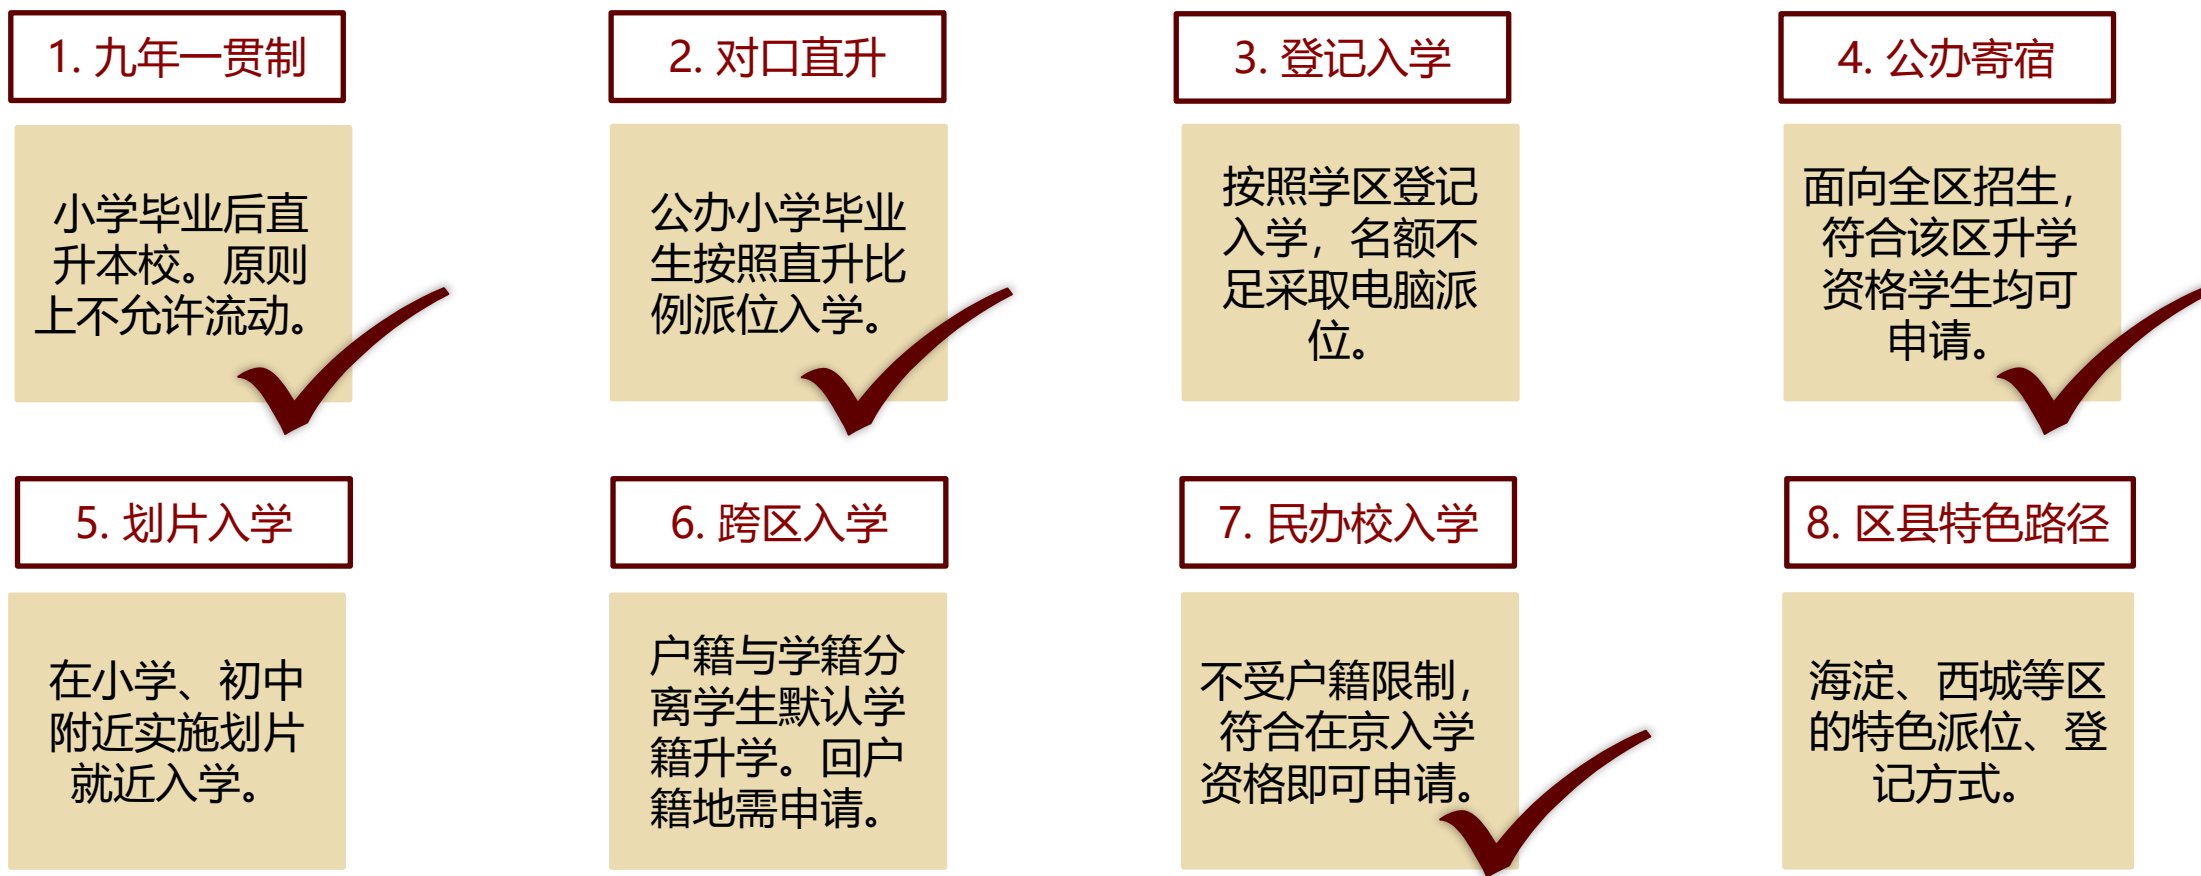 1. 九年一贯制
小学毕业后直
升本校。原则
上不允许流动。
2. 对口直升
公办小学毕业
生按照直升比
例派位入学。
3. 登记入学
按照学区登记
入学，名额不
足采取电脑派
位。
4. 公办寄宿
面向全区招生，
符合该区升学
资格学生均可
申请。
5. 划片入学
在小学、初中
附近实施划片
就近入学。
6. 跨区入学
户籍与学籍分
离学生默认学
籍升学。回户
籍地需申请。
7. 民办校入学
不受户籍限制，
符合在京入学
资格即可申请。
8. 区县特色路径
海淀、西城等区
的特色派位、登
记方式。